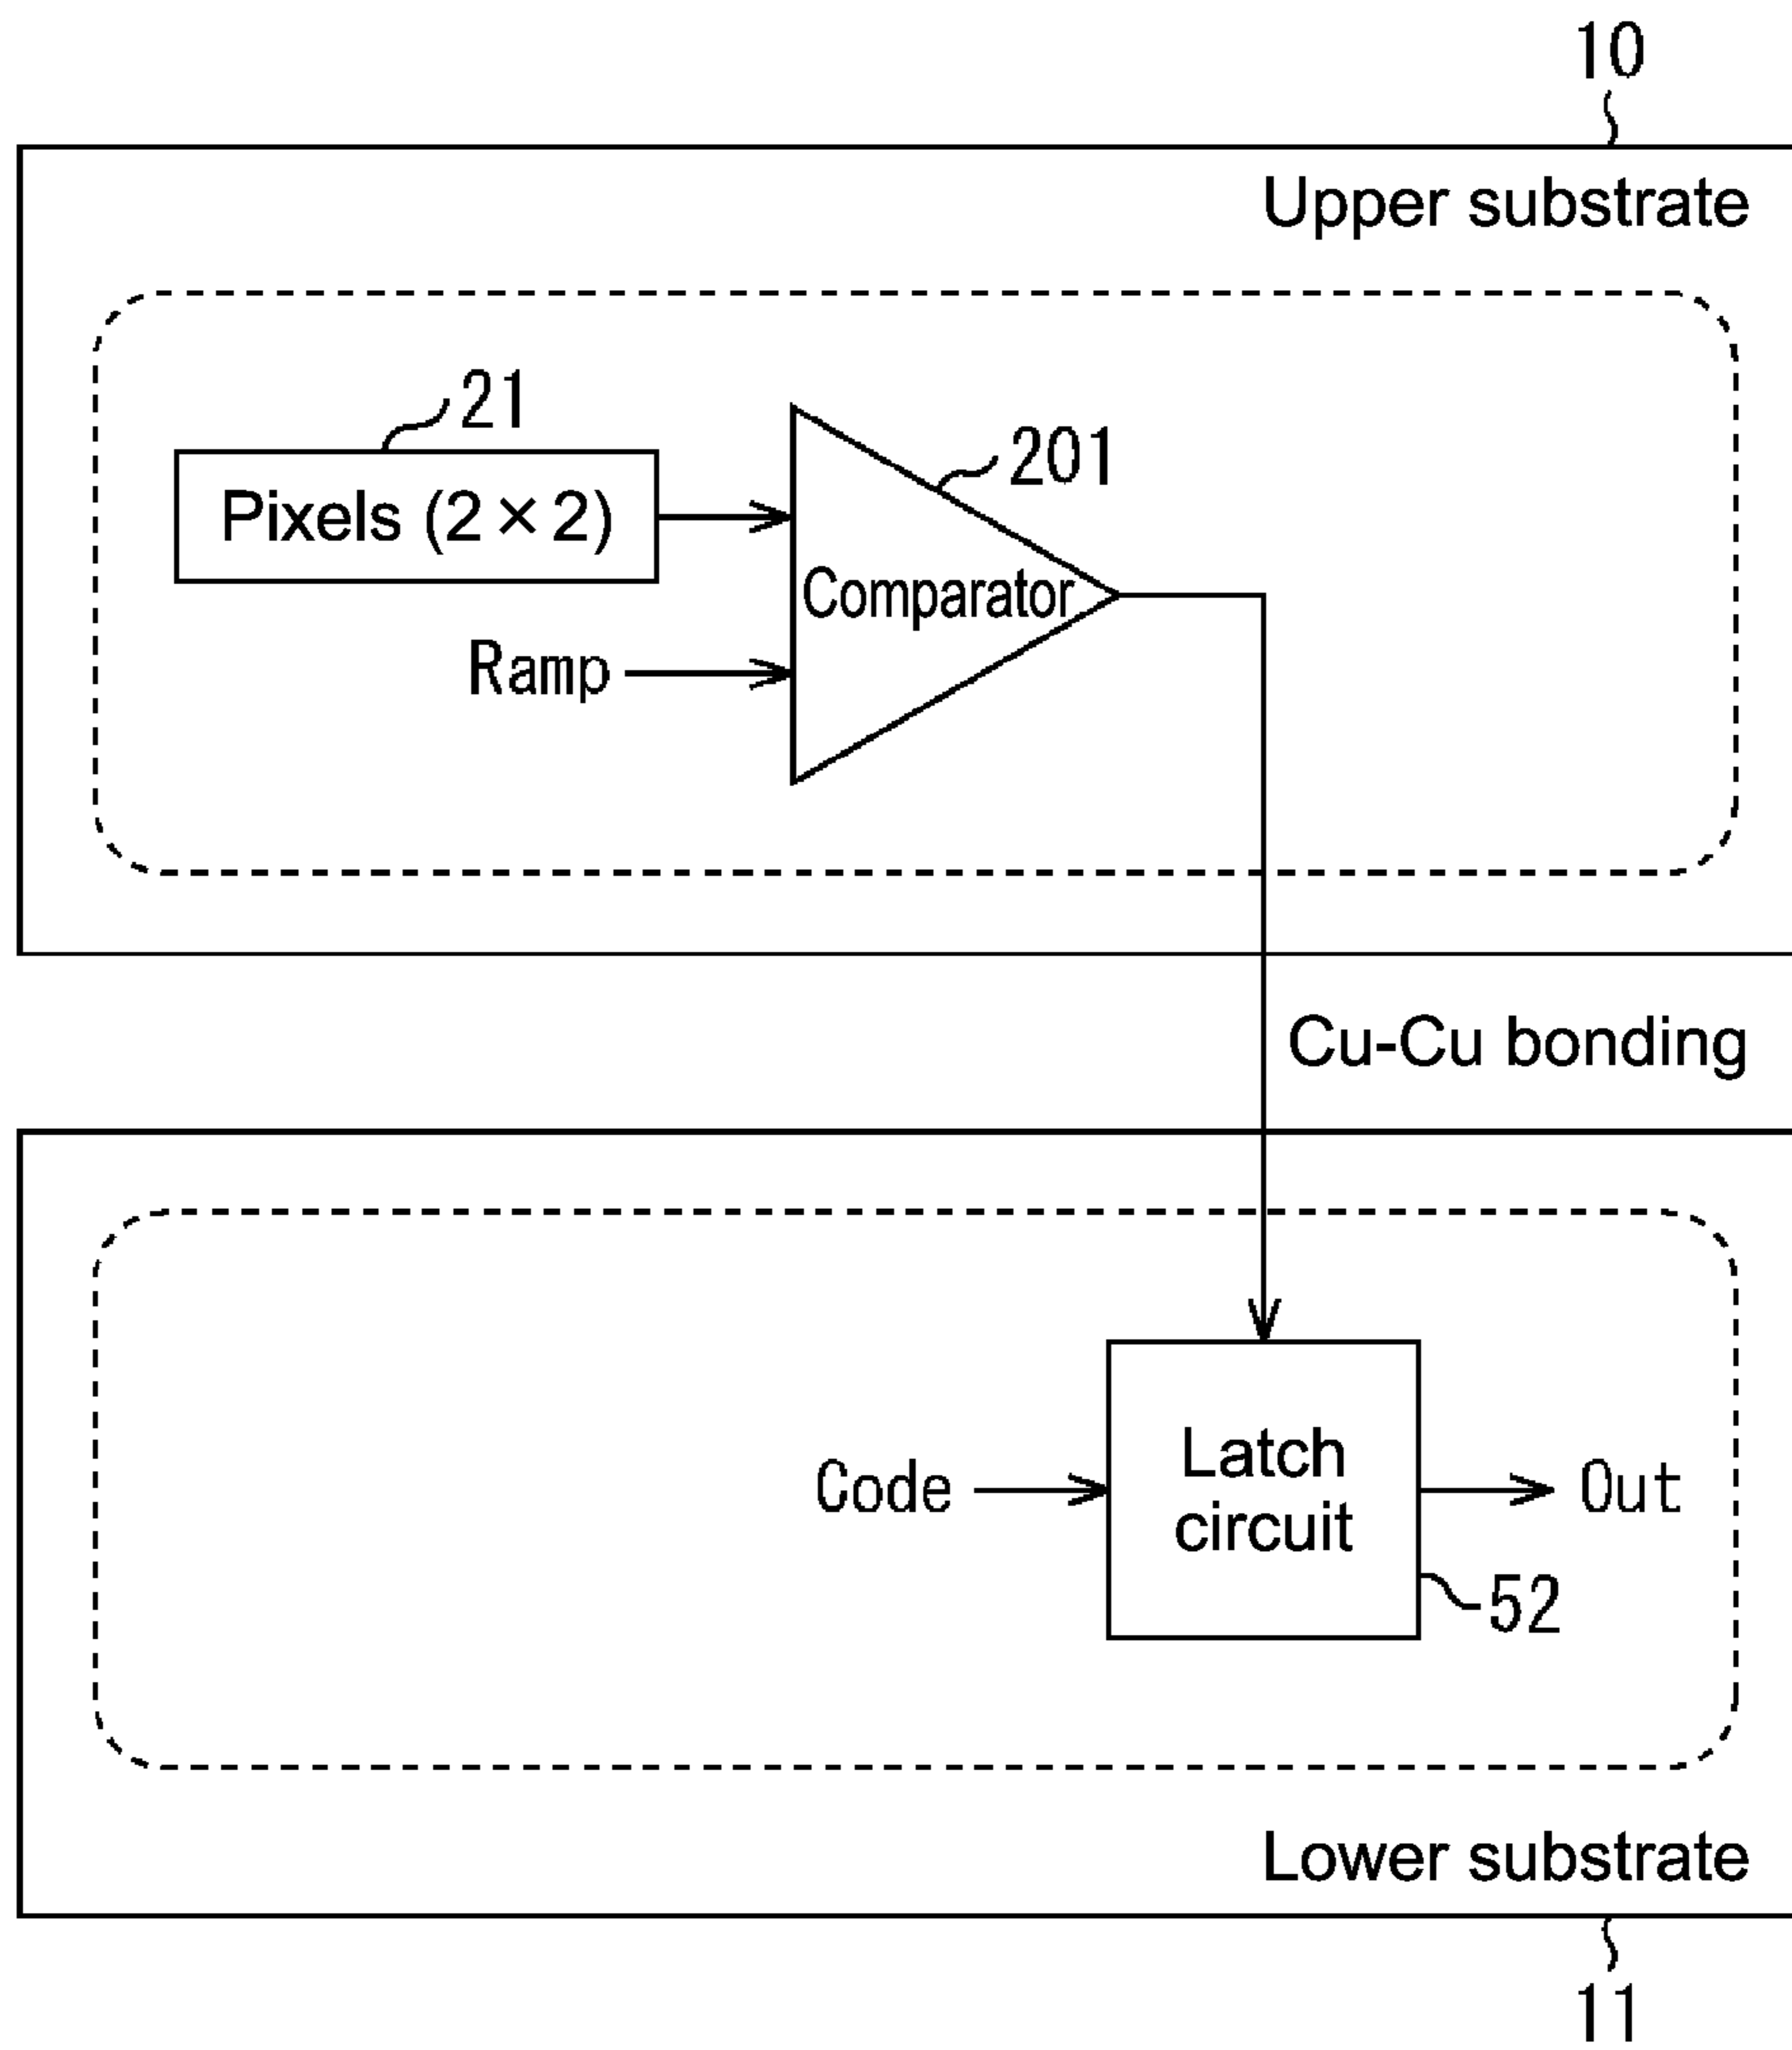 10
Upper substrate
21
Pixels (2×2)
201
Comparator
Ramp
Cu-Cu bonding
Code
Latch
circuit
Out
52
Lower substrate
11